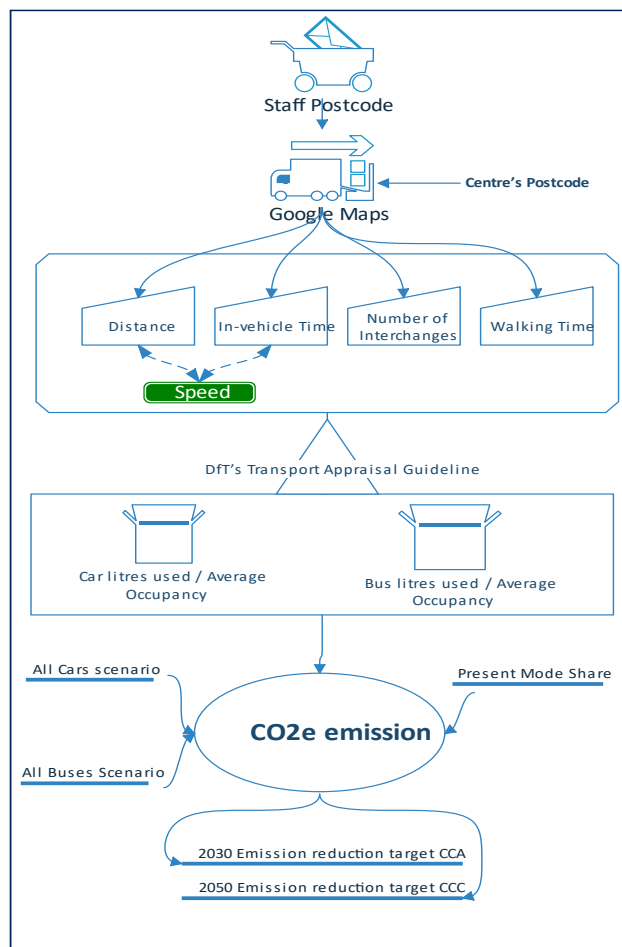 Staff Postcode
Centre's Postcode
Google Maps
Distance
In-vehicle Time
Number of
Interchanges
Walking Time
Speed
DfT's Transport Appraisal Guideline
Car litres used / Average
Occupancy
Bus litres used / Average
Occupancy
All Cars scenario
Present Mode Share
CO2e emission
All Buses Scenario
2030 Emission reduction target CCA
2050 Emission reduction target CCC